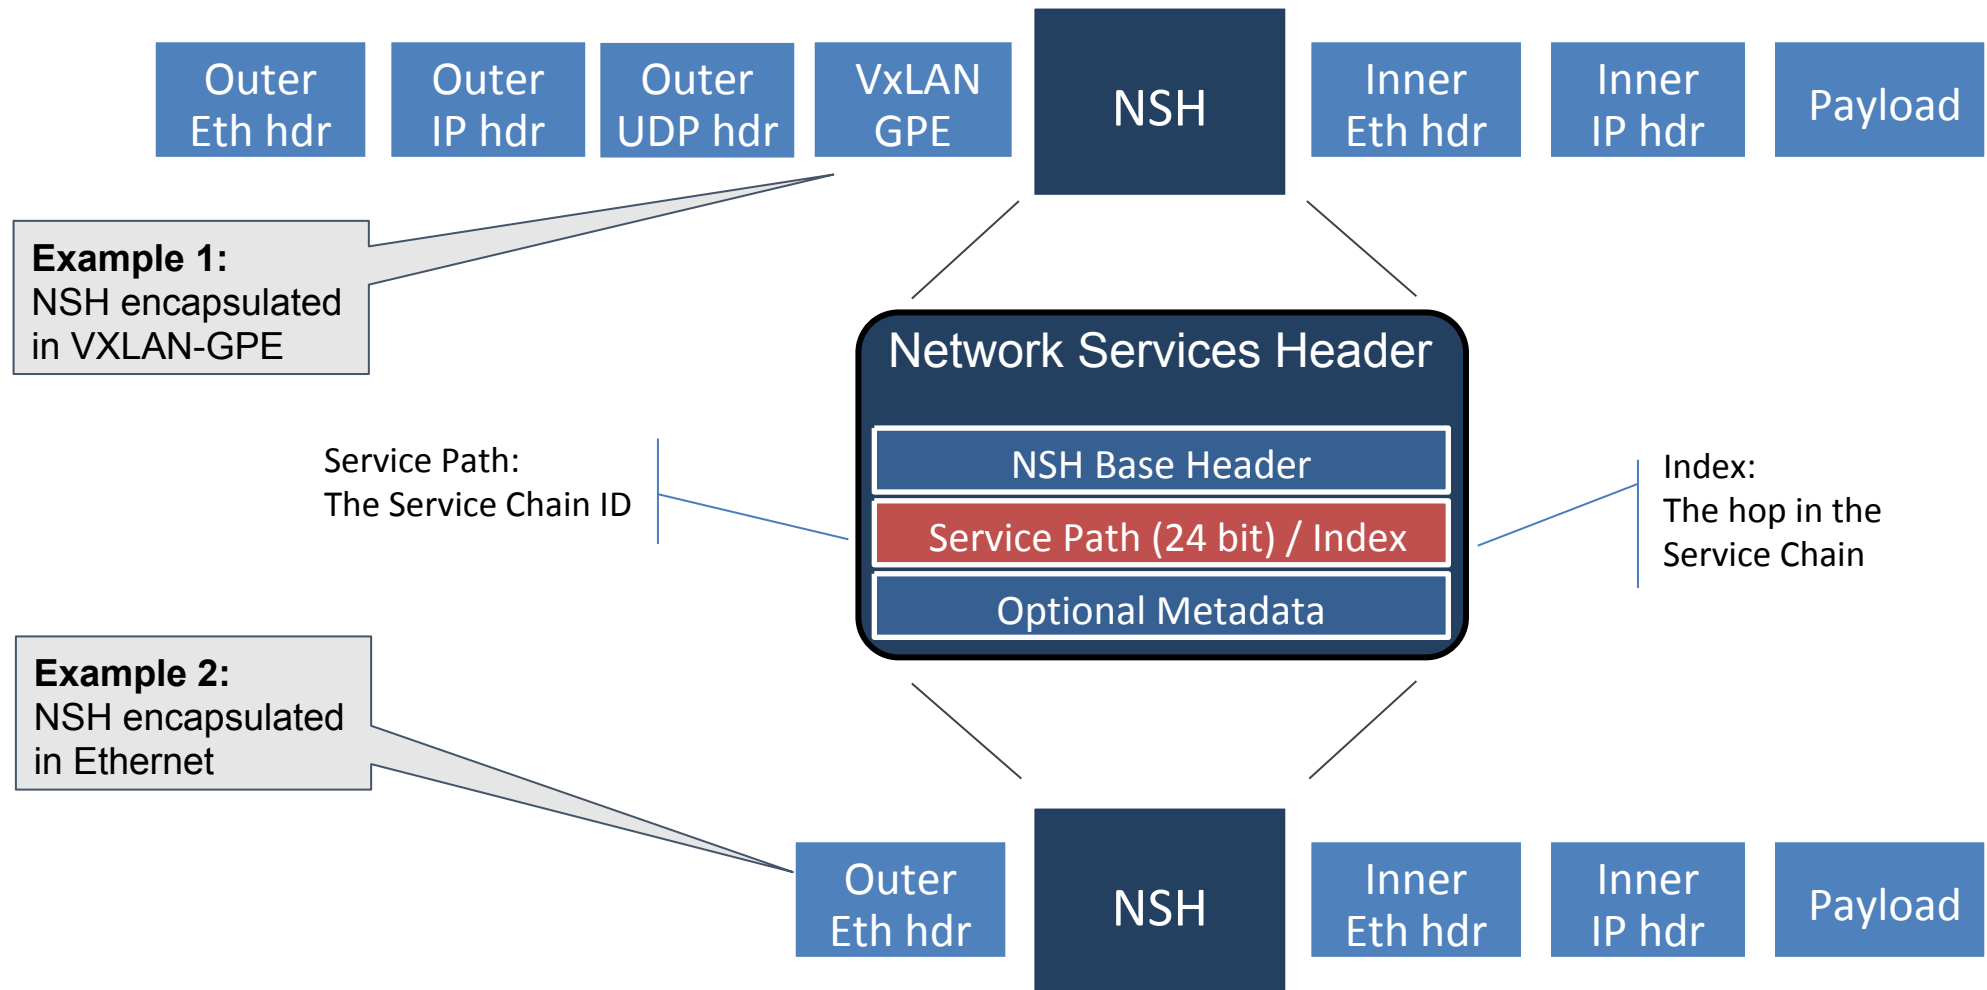 Outer
Eth hdr
Outer
IP hdr
Outer
UDP hdr
VxLAN
GPE
NSH
Inner
Eth hdr
Inner
IP hdr
Payload
Example 1:
NSH encapsulated
in VXLAN-GPE
Network Services Header
NSH Base Header
Service Path (24 bit) / Index
Optional Metadata
Service Path:
The Service Chain ID
Index:
The hop in the
Service Chain
Example 2:
NSH encapsulated
in Ethernet
Outer
Eth hdr
NSH
Inner
Eth hdr
Inner
IP hdr
Payload